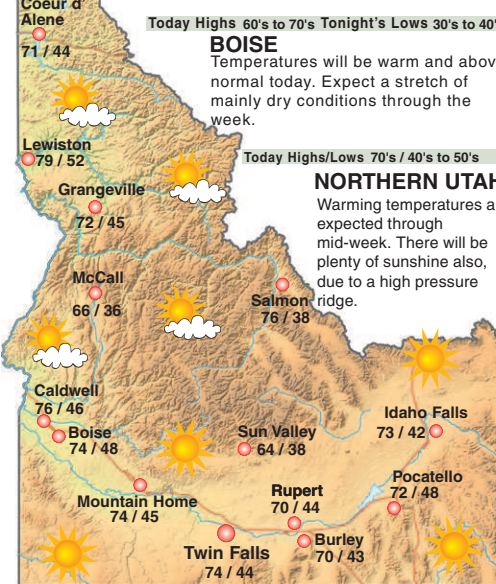 Coeur d'
Alene
71 / 44
Today Highs 60's to 70's Tonight's Lows 30's to 40'
BOISE
Temperatures will be warm and abov
normal today. Expect a stretch of
mainly dry conditions through the
week.
Lewiston
79 / 52
Today Highs/Lows 70's / 40's to 50's
NORTHERN UTAH
Warming temperatures a
expected through
mid-week. There will be
plenty of sunshine also,
due to a high pressure
ridge.
Grangeville
72 / 45
McCall
66 / 36
Salmon
76 / 38
Caldwell
76 / 46
Boise
74 / 48
Sun Valley
64 / 38
Idaho Falls
73 / 42
Mountain Home
74 / 45
Rupert
70 / 44
Pocatello
72 / 48
Twin Falls
74 / 44
Burley
70 / 43